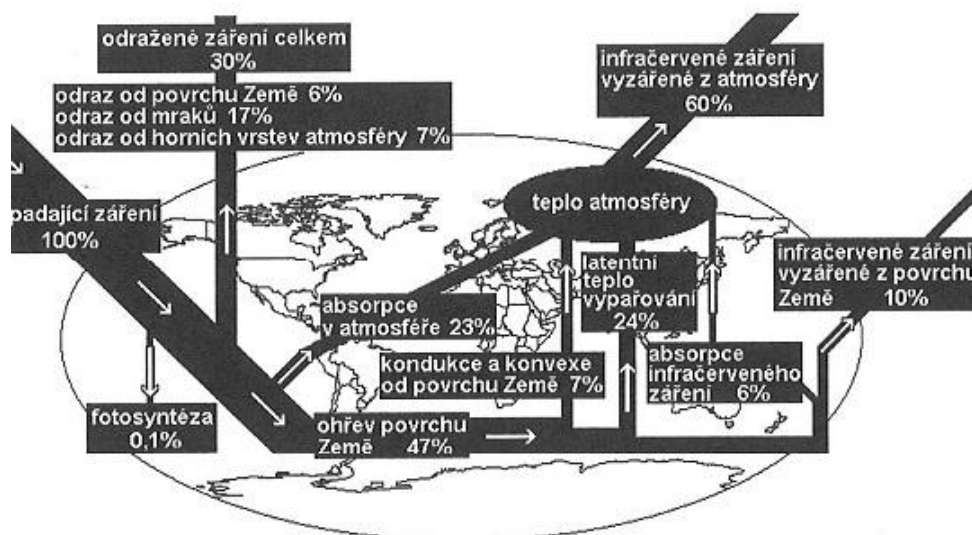 odražené záření celkem
30%
odraz od povrchu Země 6%
odraz od mraků 17%
odraz od horních vrstev atmosféry 7%
padající záření
100%
fotosyntéza
0,1%
absorpce
v atmosféře 23%
kondukce a konvexe
od povrchu Země 7%
ohřev povrchu
Země 47%
infračervené záření
vyzářené z atmosféry
60%
teplo atmosféry
latentní
teplo
vypařování
24%
absorpce
infračerveného
záření 6%
infračervené záření
vyzářené z povrchu
Země 10%